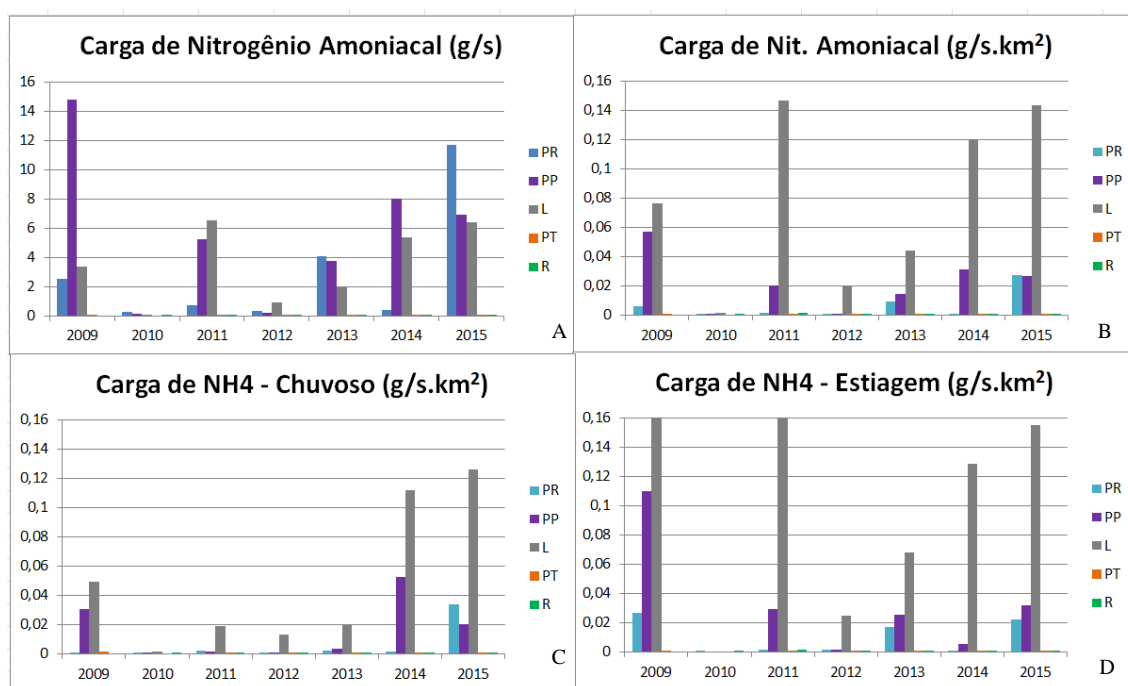 Carga de Nitrogênio Amoniacal (g/s)
16
14
12
10
8
6
4
2
0
2009 2010 2011 2012 2013 2014 2015
PR
PP
L
PT
R
A
Carga de Nit. Amoniacal (g/s.km²)
0,16
0,14
0,12
0,1
0,08
0,06
0,04
0,02
0
2009 2010 2011 2012 2013 2014 2015
PR
PP
L
PT
R
B
Carga de NH4 - Chuvoso (g/s.km²)
0,16
0,14
0,12
0,1
0,08
0,06
0,04
0,02
0
2009 2010 2011 2012 2013 2014 2015
PR
PP
L
PT
R
C
Carga de NH4 - Estiagem (g/s.km²)
0,16
0,14
0,12
0,1
0,08
0,06
0,04
0,02
0
2009 2010 2011 2012 2013 2014 2015
PR
PP
L
PT
R
D